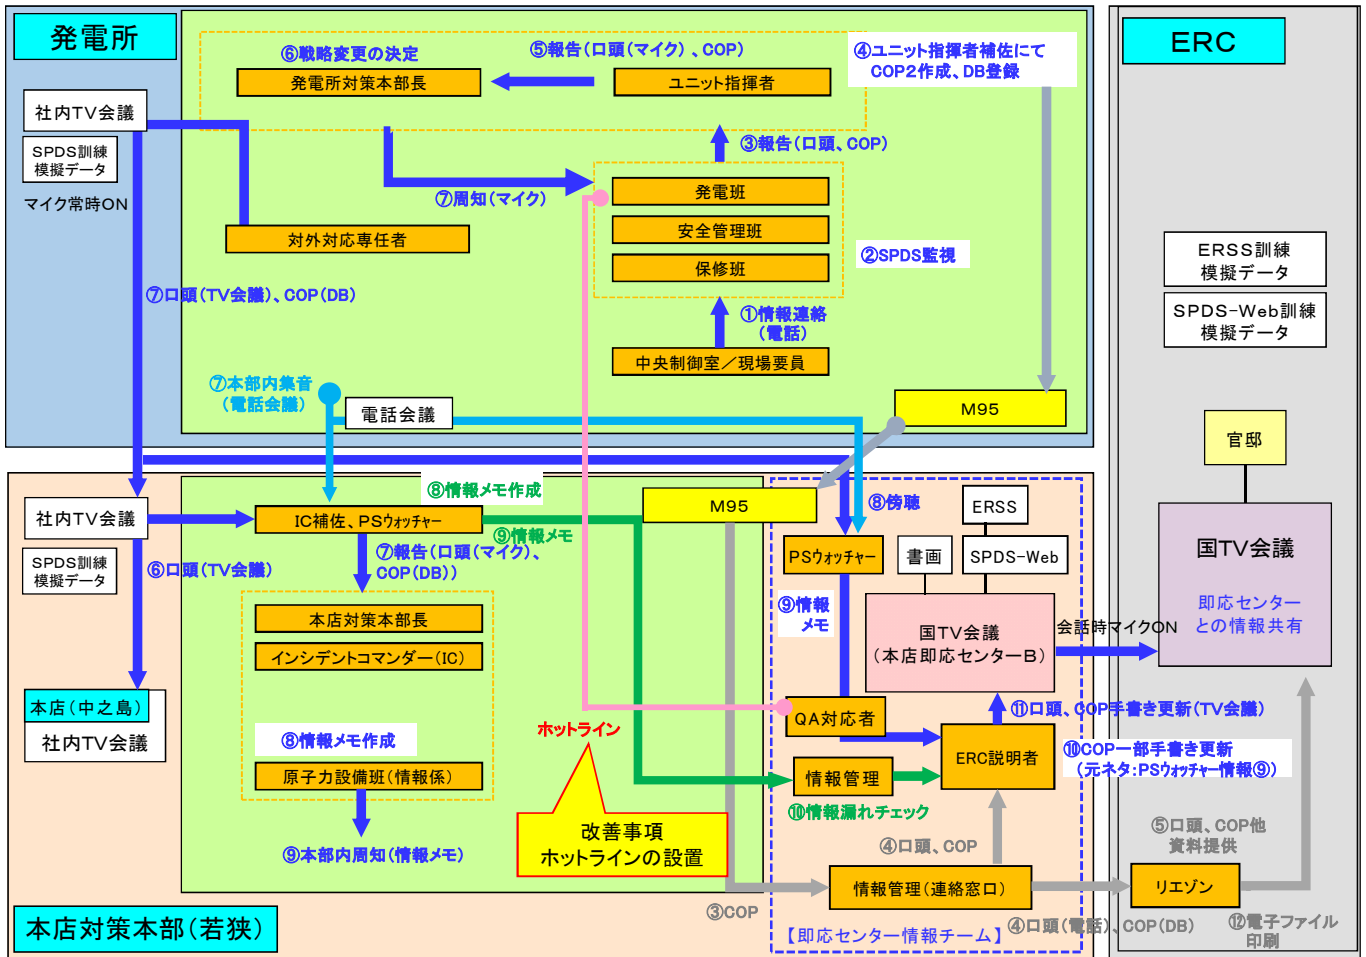 発電所
⑥戦略変更の決定
発電所対策本部長
⑤報告(口頭(マイク)、COP)
ユニット指揮者
④ユニット指揮者補佐にて
COP2作成、DB登録
社内TV会議
SPDS訓練
模擬データ
マイク常時ON
③報告(口頭、COP)
⑦周知(マイク)
発電班
安全管理班
保修班
②SPDS監視
対外対応専任者
⑦口頭(TV会議)、COP(DB)
①情報連絡
(電話)
中央制御室/現場要員
⑦本部内集音
(電話会議)
電話会議
M95
ERC
ERSS訓練
模擬データ
SPDS-Web訓練
模擬データ
官邸
国TV会議
即応センター
との情報共有
社内TV会議
SPDS訓練
模擬データ
⑥口頭(TV会議)
本店(中之島)
社内TV会議
IC補佐、PSウォッチャー
⑧情報メモ作成
⑨情報メモ
⑦報告(口頭(マイク)、
COP(DB))
本店対策本部長
インシデントコマンダー(IC)
⑧情報メモ作成
原子力設備班(情報係)
⑨本部内周知(情報メモ)
M95
⑧傍聴
PSウォッチャー
書画
ERSS
SPDS-Web
⑨情報
メモ
国TV会議
(本店即応センターB)
会話時マイクON
QA対応者
⑪口頭、COP手書き更新(TV会議)
ERC説明者
⑩COP一部手書き更新
(元ネタ:PSウォッチャー情報⑨)
ホットライン
改善事項
ホットラインの設置
情報管理
⑩情報漏れチェック
④口頭、COP
情報管理(連絡窓口)
③COP
④口頭(電話)、COP(DB)
⑤口頭、COP他
資料提供
リエゾン
⑫電子ファイル
印刷
【即応センター情報チーム】
本店対策本部(若狭)